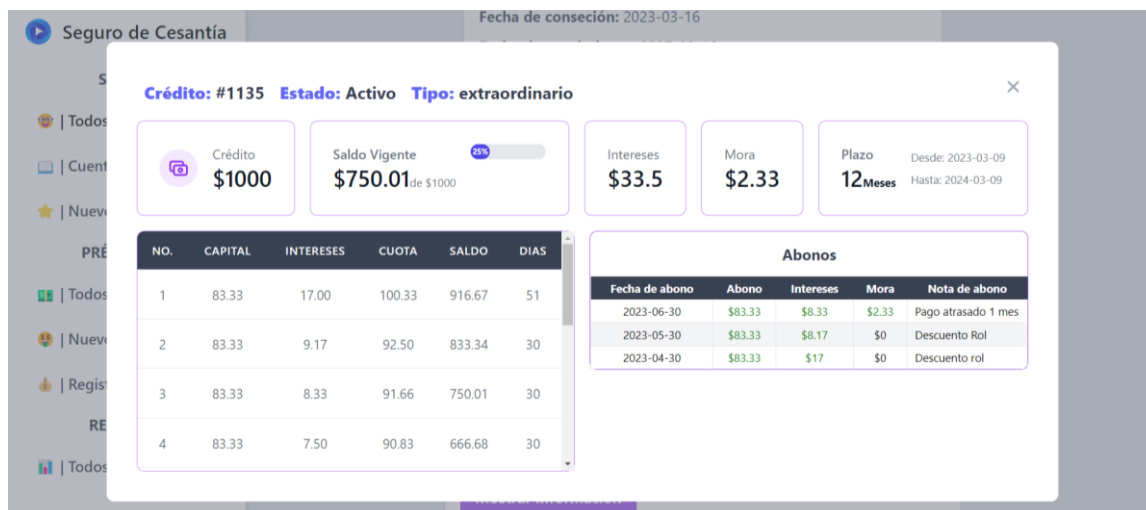 Seguro de Cesantía
Fecha de conseción: 2023-03-16
| Todos
| Cuent
| Nuev
PRÉ
| Todos
| Nuev
| Regist
RE
| Todos
Crédito: #1135 Estado: Activo Tipo: extraordinario
×
Crédito
$1000
Saldo Vigente
25%
$750.01 de $1000
Intereses
$33.5
Mora
$2.33
Plazo
12 Meses
Desde: 2023-03-09
Hasta: 2024-03-09
NO. CAPITAL INTERESES CUOTA SALDO DIAS
1 83.33 17.00 100.33 916.67 51
2 83.33 9.17 92.50 833.34 30
3 83.33 8.33 91.66 750.01 30
4 83.33 7.50 90.83 666.68 30
Abonos
Fecha de abono Abono Intereses Mora Nota de abono
2023-06-30 $83.33 $8.33 $2.33 Pago atrasado 1 mes
2023-05-30 $83.33 $8.17 $0 Descuento Rol
2023-04-30 $83.33 $17 $0 Descuento rol